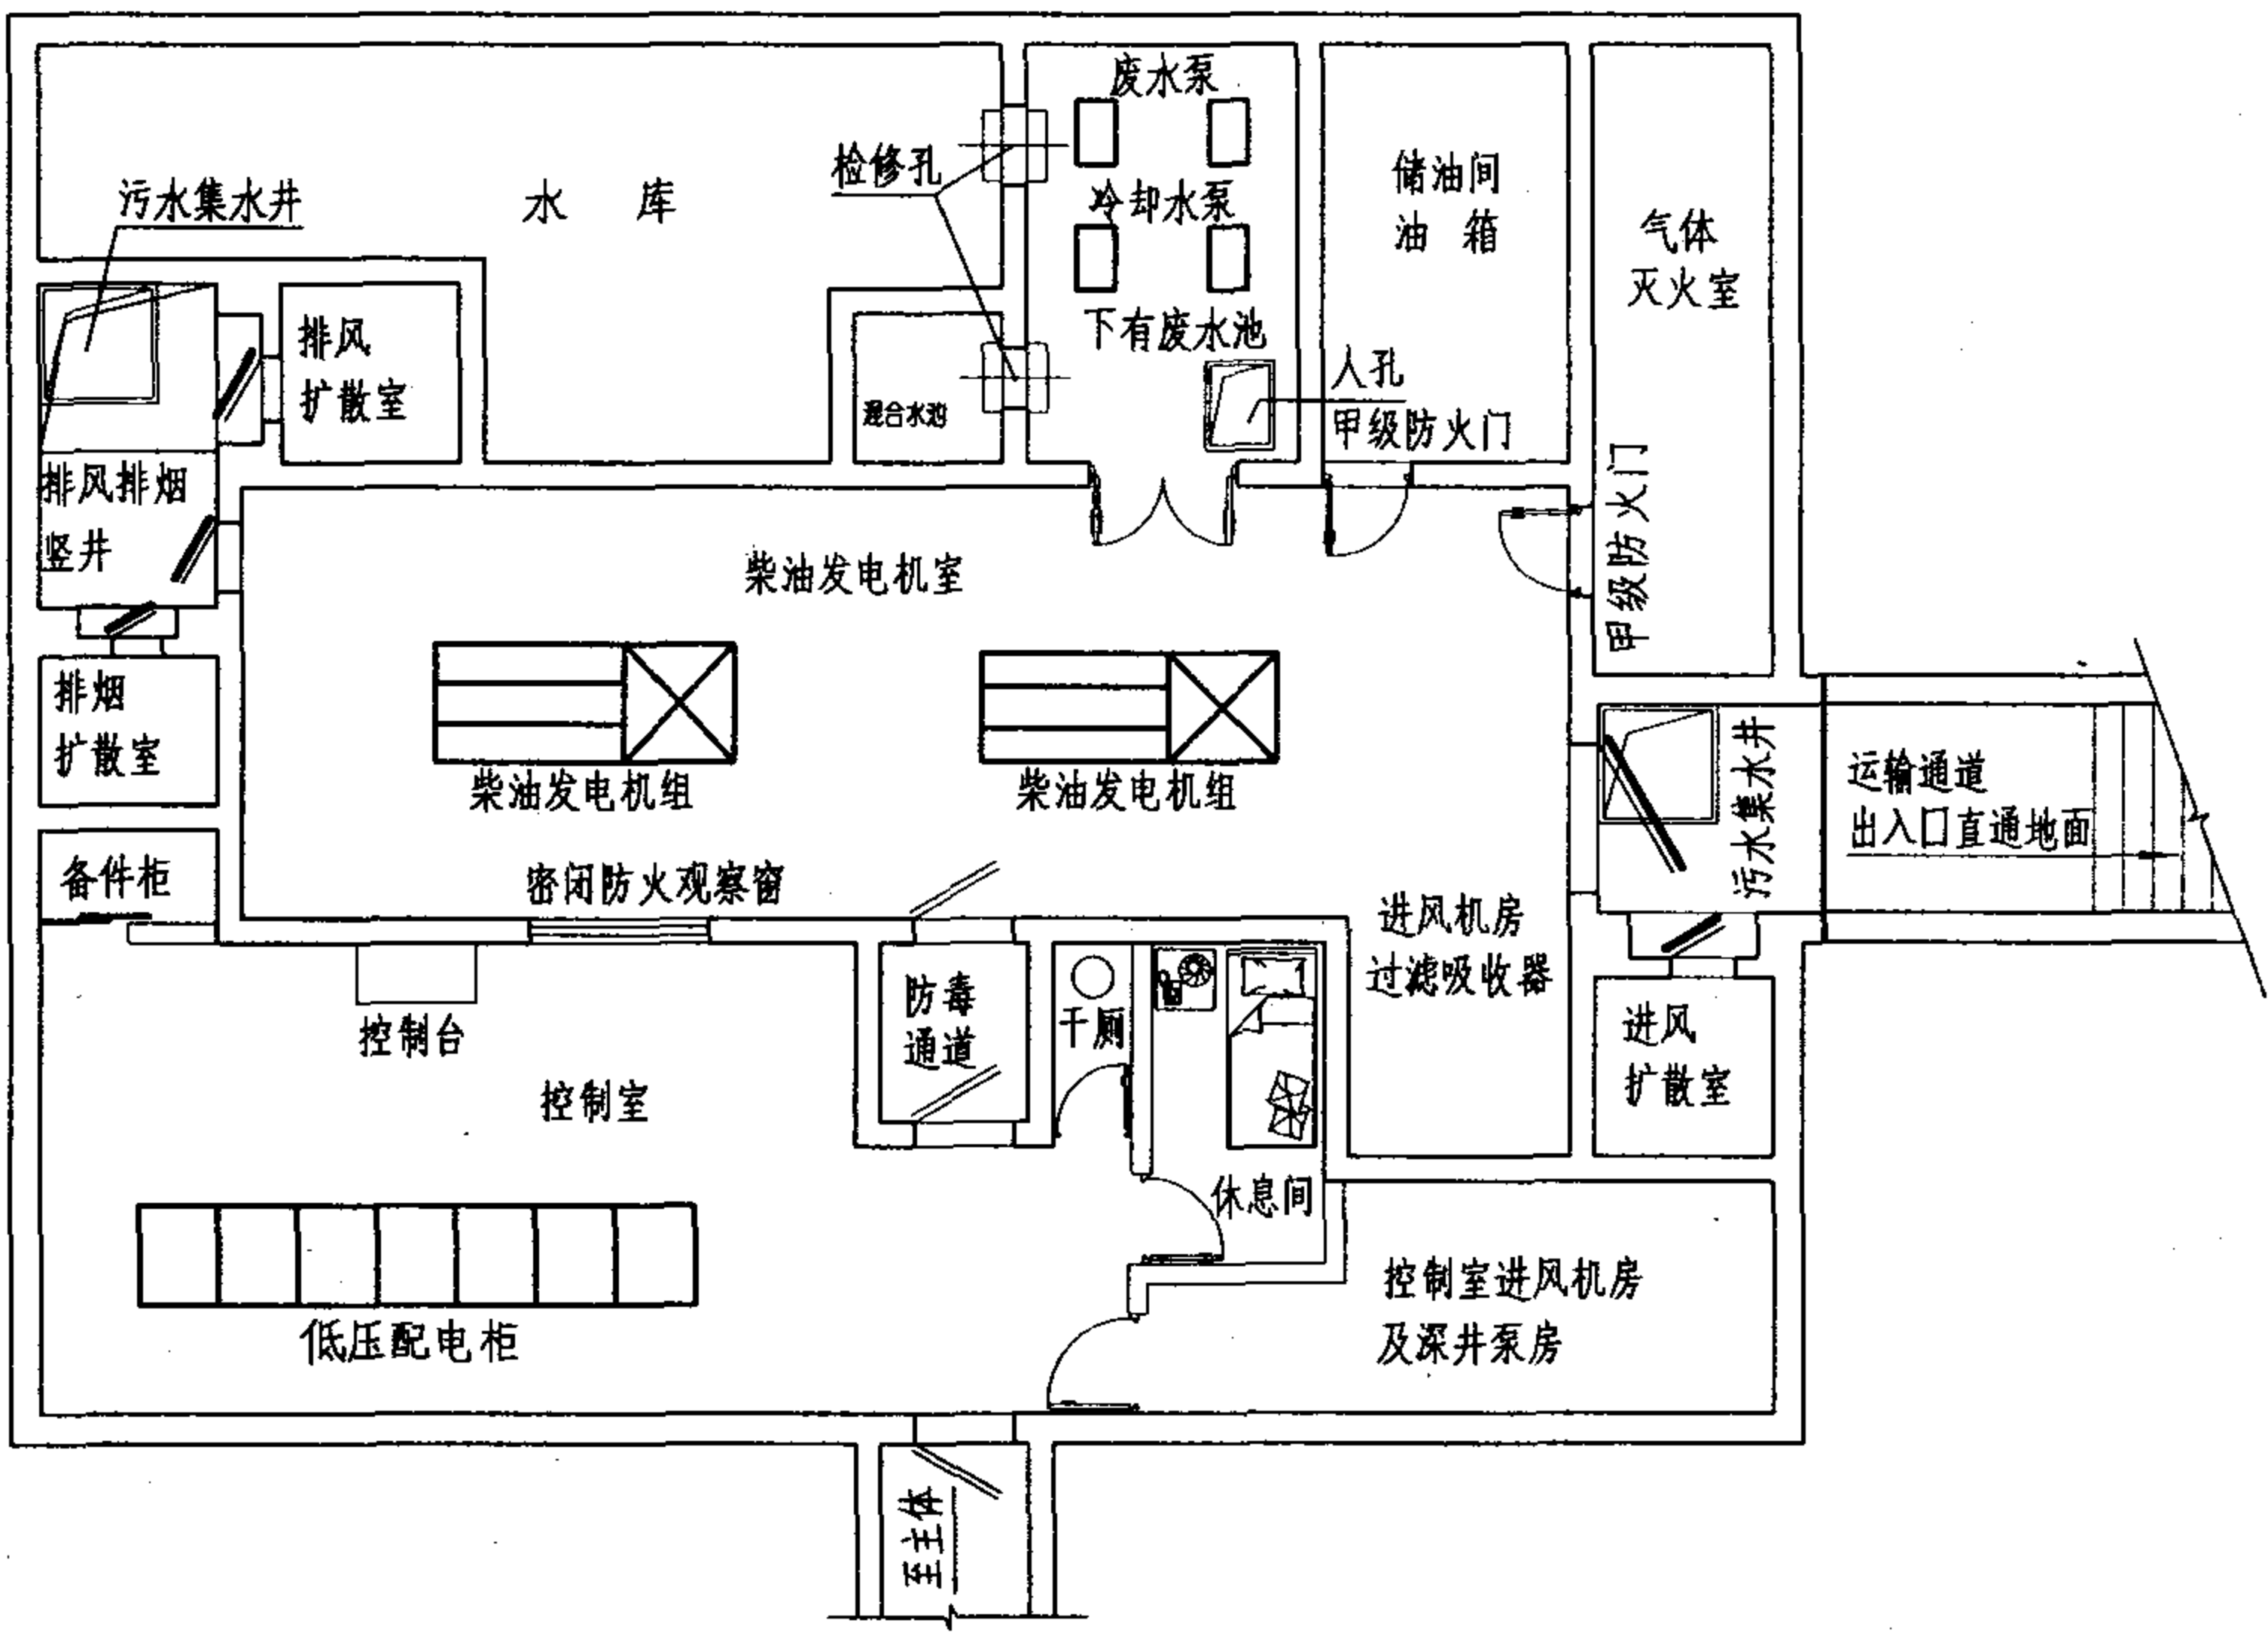 废水泵
检修孔
污水集水井
水 库
冷却水泵
储油间
油 箱
气体
灭火室
下有废水池
排风
扩散室
人孔
混合水池
甲级防火门
排风排烟
竖井
甲级防火门
柴油发电机室
排烟
扩散室
柴油发电机组
柴油发电机组
污水集水井
运输通道
出入口直通地面
备件柜
密闭防火观察窗
进风机房
过滤吸收器
防毒
通道
干厕
控制台
进风
扩散室
控制室
休息间
控制室进风机房
及深井泵房
低压配电柜
至主体